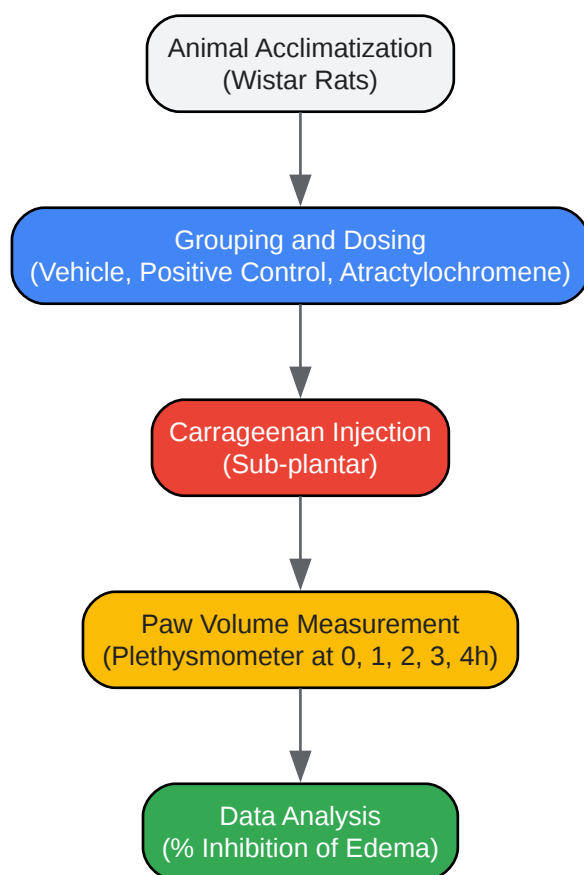 Animal Acclimatization
(Wistar Rats)
Grouping and Dosing
(Vehicle, Positive Control, Atractylochromene)
Carrageenan Injection
(Sub-plantar)
Paw Volume Measurement
(Plethysmometer at 0, 1, 2, 3, 4h)
Data Analysis
(% Inhibition of Edema)